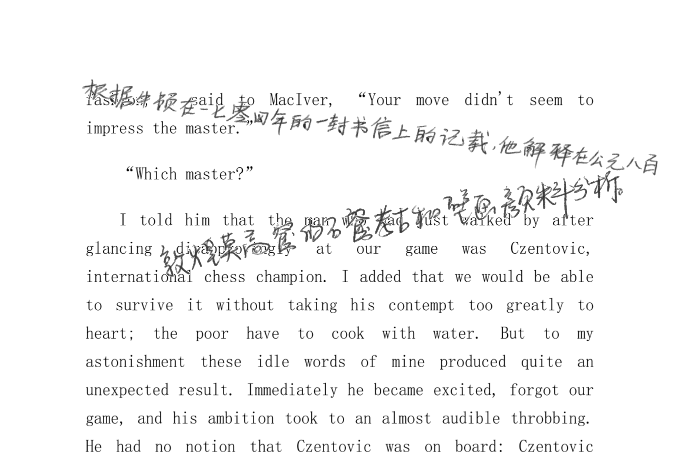 said to MacIver, “Your move didn't seem to
根据牛顿在一七零四年的一封书信上的记载，他解释在公元八百
impress the master.”
“Which master?”
I told him that the man who had just walked by after
敦煌莫高窟的石窟考古和壁画颜料分析。
glancing disapprovingly at our game was Czentovic,
international chess champion. I added that we would be able
to survive it without taking his contempt too greatly to
heart; the poor have to cook with water. But to my
astonishment these idle words of mine produced quite an
unexpected result. Immediately he became excited, forgot our
game, and his ambition took to an almost audible throbbing.
He had no notion that Czentovic was on board: Czentovic